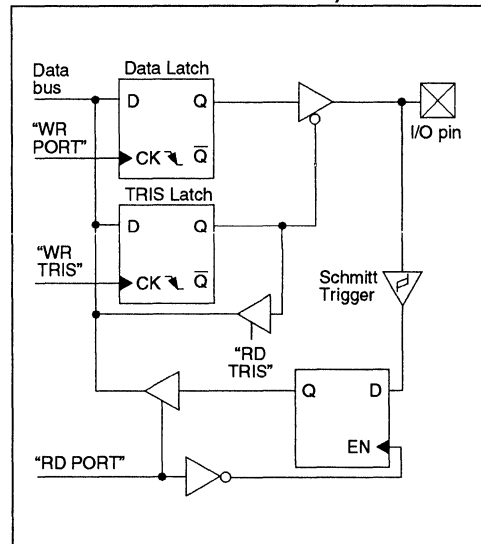 Data
bus
Data Latch
D Q
"WR
PORT"
CK Q
I/O pin
TRIS Latch
D Q
"WR
TRIS"
CK Q
Schmitt
Trigger
"RD
TRIS"
Q D
EN
"RD PORT"